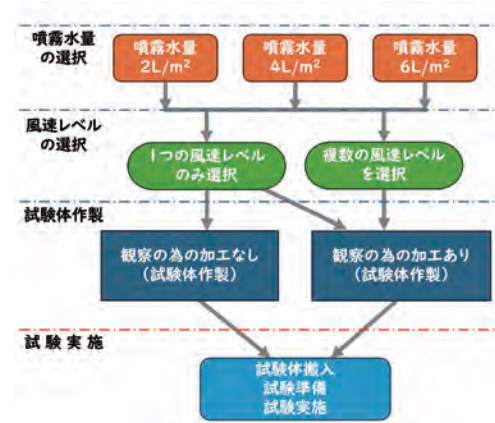 噴霧水量
の選択
噴霧水量
2L/m²
噴霧水量
4L/m²
噴霧水量
6L/m²
風速レベル
の選択
1つの風速レベル
のみ選択
複数の風速レベル
を選択
試験体作製
観察の為の加工なし
(試験体作製)
観察の為の加工あり
(試験体作製)
試験実施
試験体搬入
試験準備
試験実施